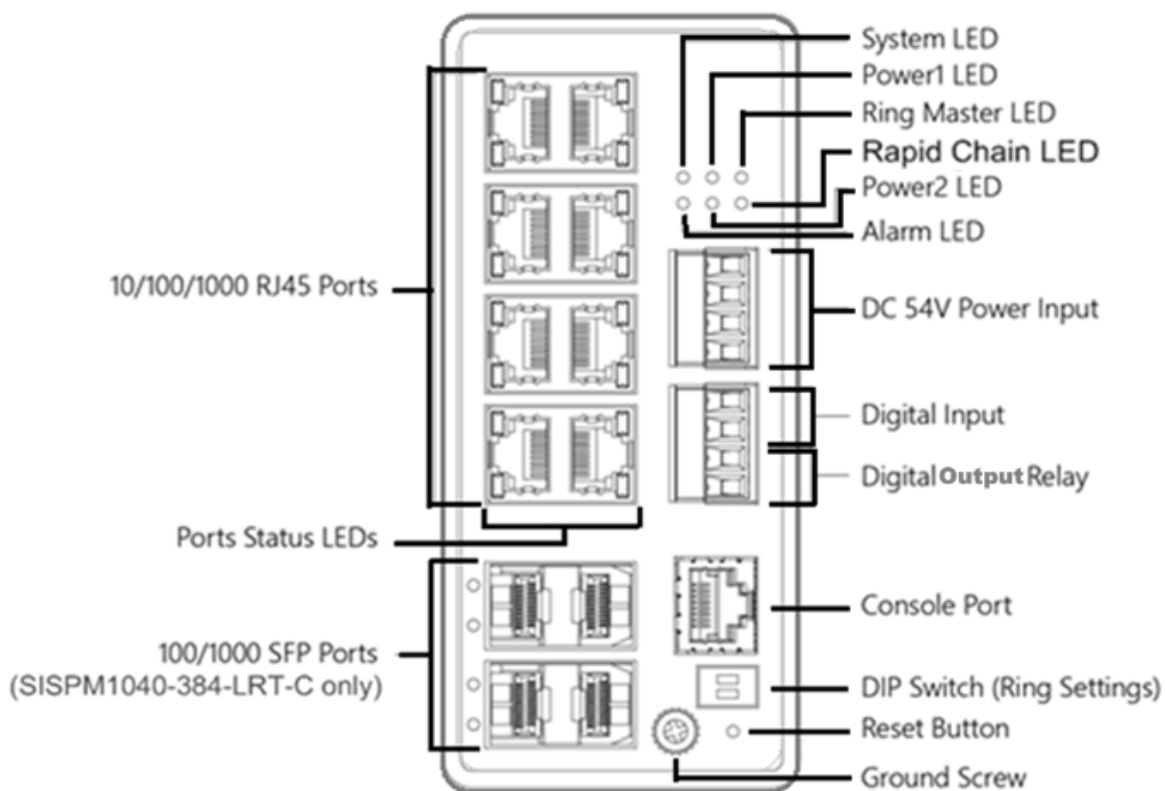 System LED
Power1 LED
Ring Master LED
Rapid Chain LED
Power2 LED
Alarm LED
10/100/1000 RJ45 Ports
DC 54V Power Input
Digital Input
Digital Output Relay
Ports Status LEDs
Console Port
100/1000 SFP Ports
(SISPM1040-384-LRT-C only)
DIP Switch (Ring Settings)
Reset Button
Ground Screw